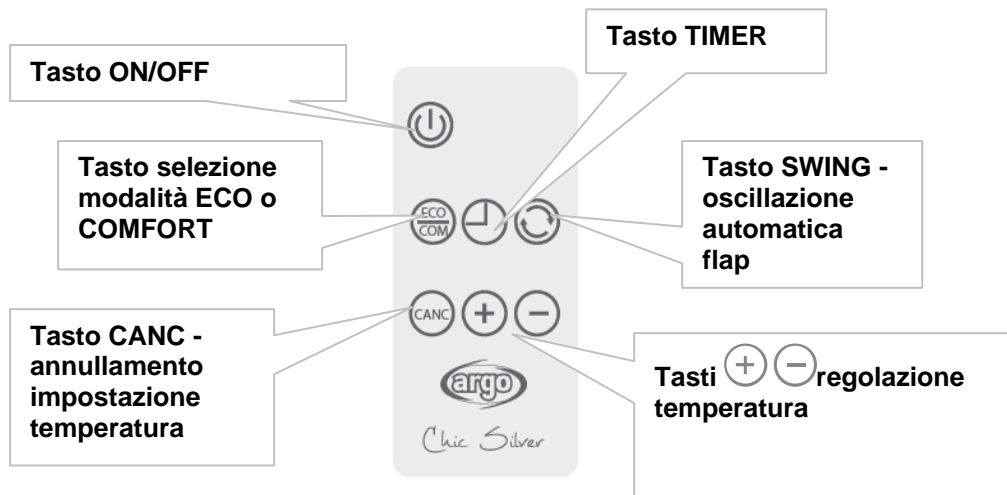 Tasto TIMER
Tasto ON/OFF
Tasto selezione
modalità ECO o
COMFORT
Tasto SWING -
oscillazione
automatica
flap
ECO
COM
CANC
Tasto CANC -
annullamento
impostazione
temperatura
Tasti + - regolazione
temperatura
argo
Chic Silver